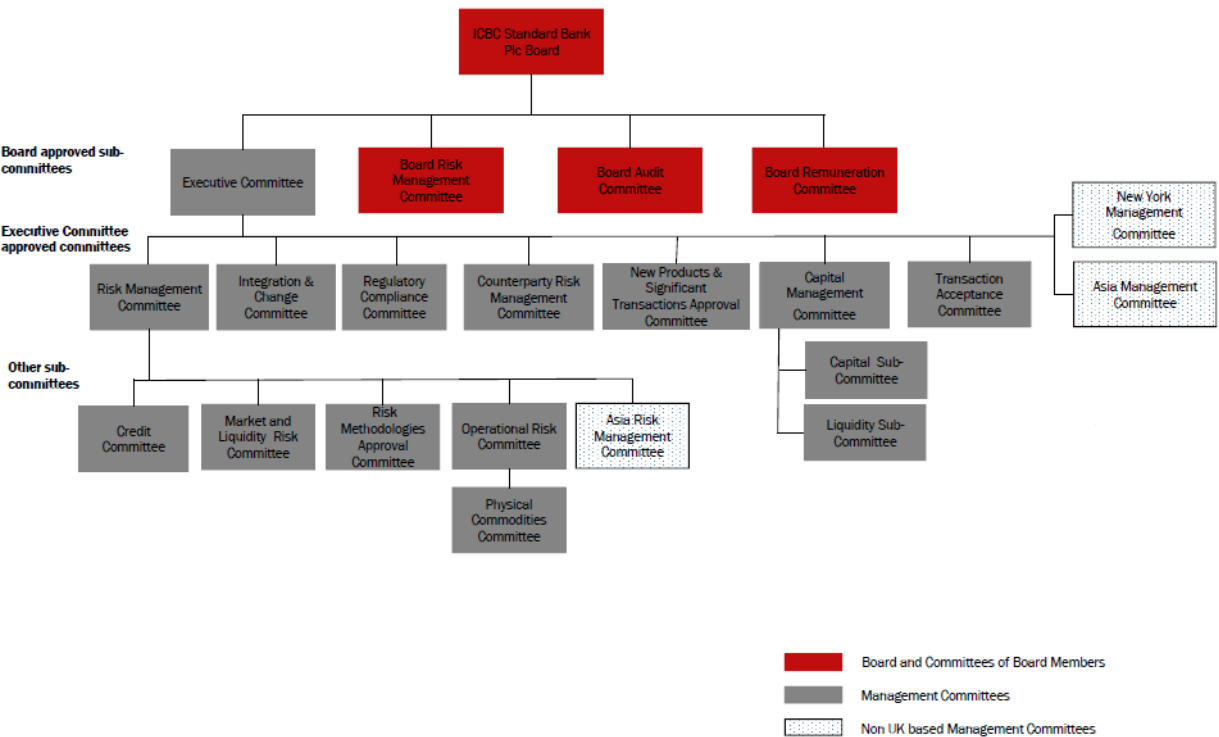 ICBC Standard Bank
Plc Board
Board approved sub-
committees
Executive Committee
Board Risk
Management
Committee
Board Audit
Committee
Board Remuneration
Committee
New York
Management
Committee
Executive Committee
approved committees
Risk Management
Committee
Integration &
Change
Committee
Regulatory
Compliance
Committee
Counterparty Risk
Management
Committee
New Products &
Significant
Transactions Approval
Committee
Capital
Management
Committee
Transaction
Acceptance
Committee
Asia Management
Committee
Other sub-
committees
Capital Sub-
Committee
Liquidity Sub-
Committee
Credit
Committee
Market and
Liquidity Risk
Committee
Risk
Methodologies
Approval
Committee
Operational Risk
Committee
Asia Risk
Management
Committee
Physical
Commodities
Committee
Board and Committees of Board Members
Management Committees
Non UK based Management Committees